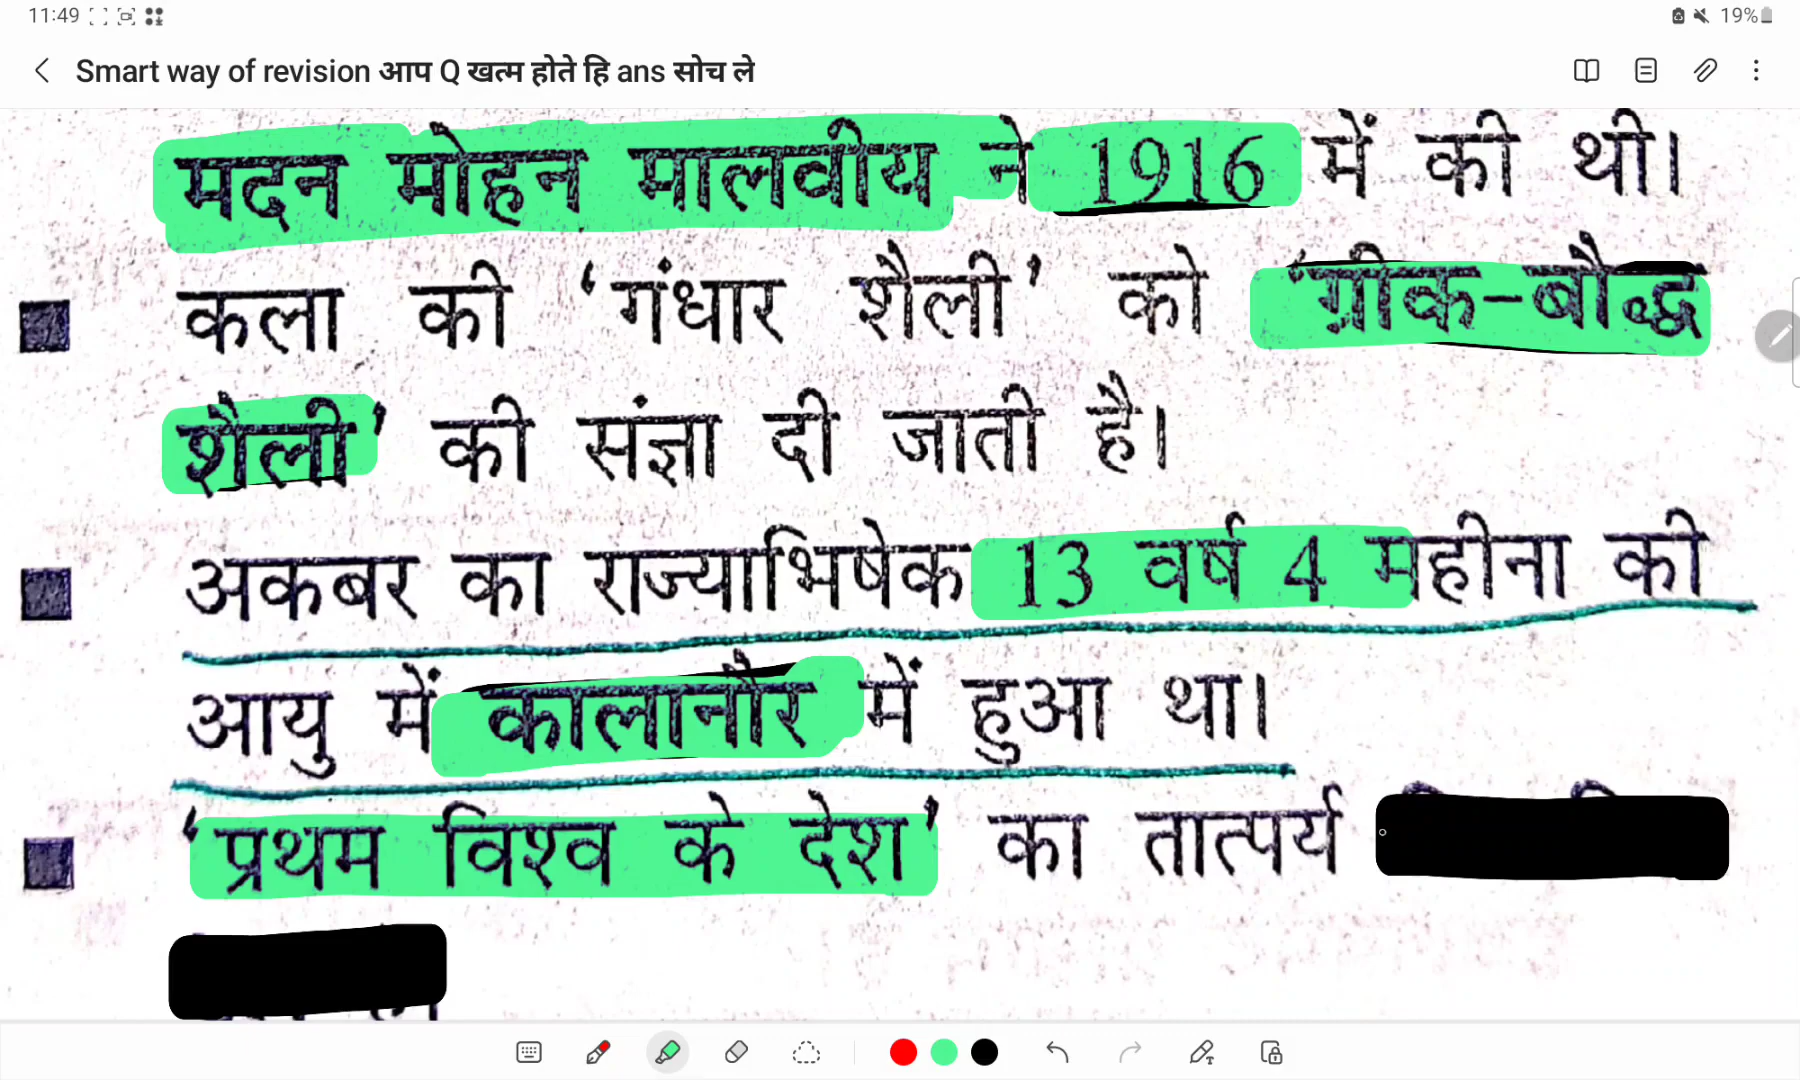 11:49
19%
Smart way of revision आप Q खत्म होते हि ans सोच ले
मदन मोहन मालवीय ने 1916 में की थी।
कला की ‘गंधार शैली’ को ‘ग्रीक-बौद्ध
शैली’ की संज्ञा दी जाती है।
अकबर का राज्याभिषेक 13 वर्ष 4 महीना की
आयु में कालानौर में हुआ था।
‘प्रथम विश्व के देश’ का तात्पर्य